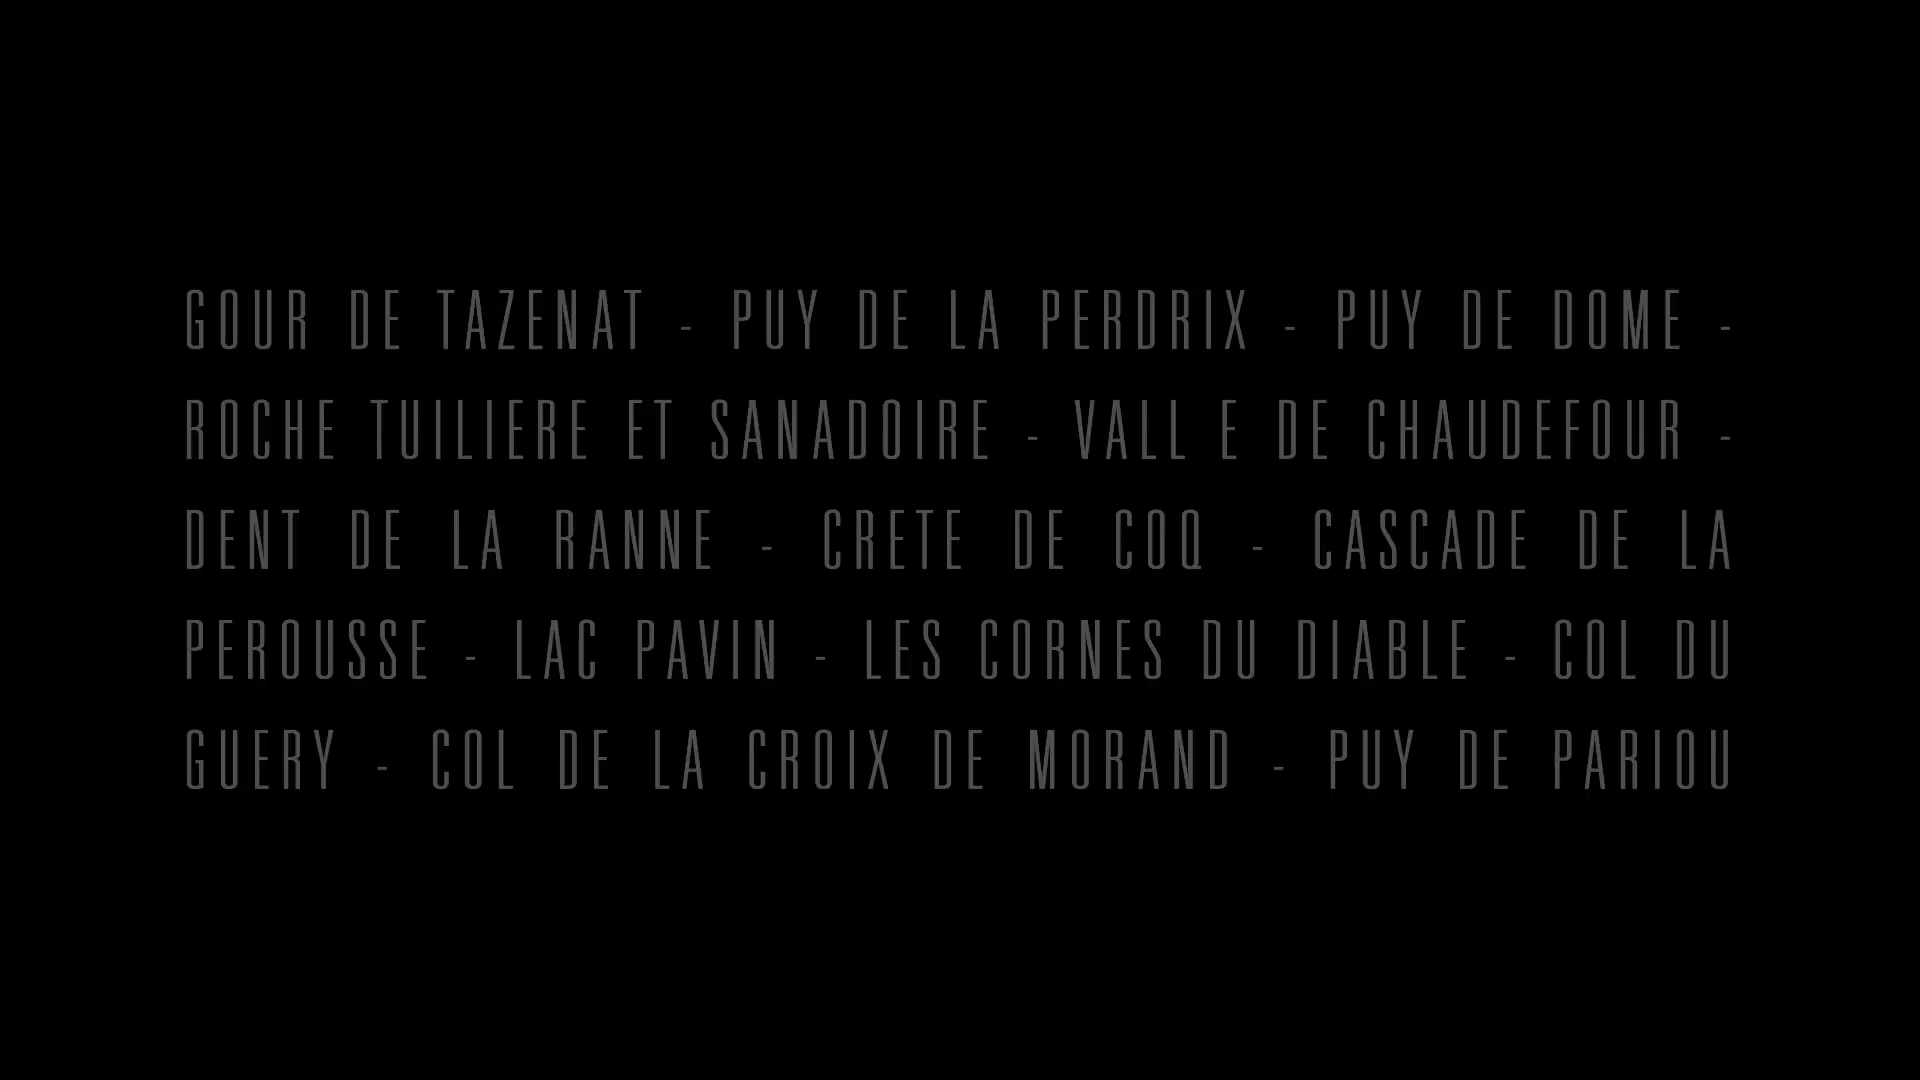 GOUR DE TAZENAT - PUY DE LA PERDRIX - PUY DE DOME -
ROCHE TUILIERE ET SANADOIRE - VALL E DE CHAUDEFOUR -
DENT DE LA RANNE - CRETE DE COQ - CASCADE DE LA
PEROUSSE - LAC PAVIN - LES CORNES DU DIABLE - COL DU
GUERY - COL DE LA CROIX DE MORAND - PUY DE PARIOU